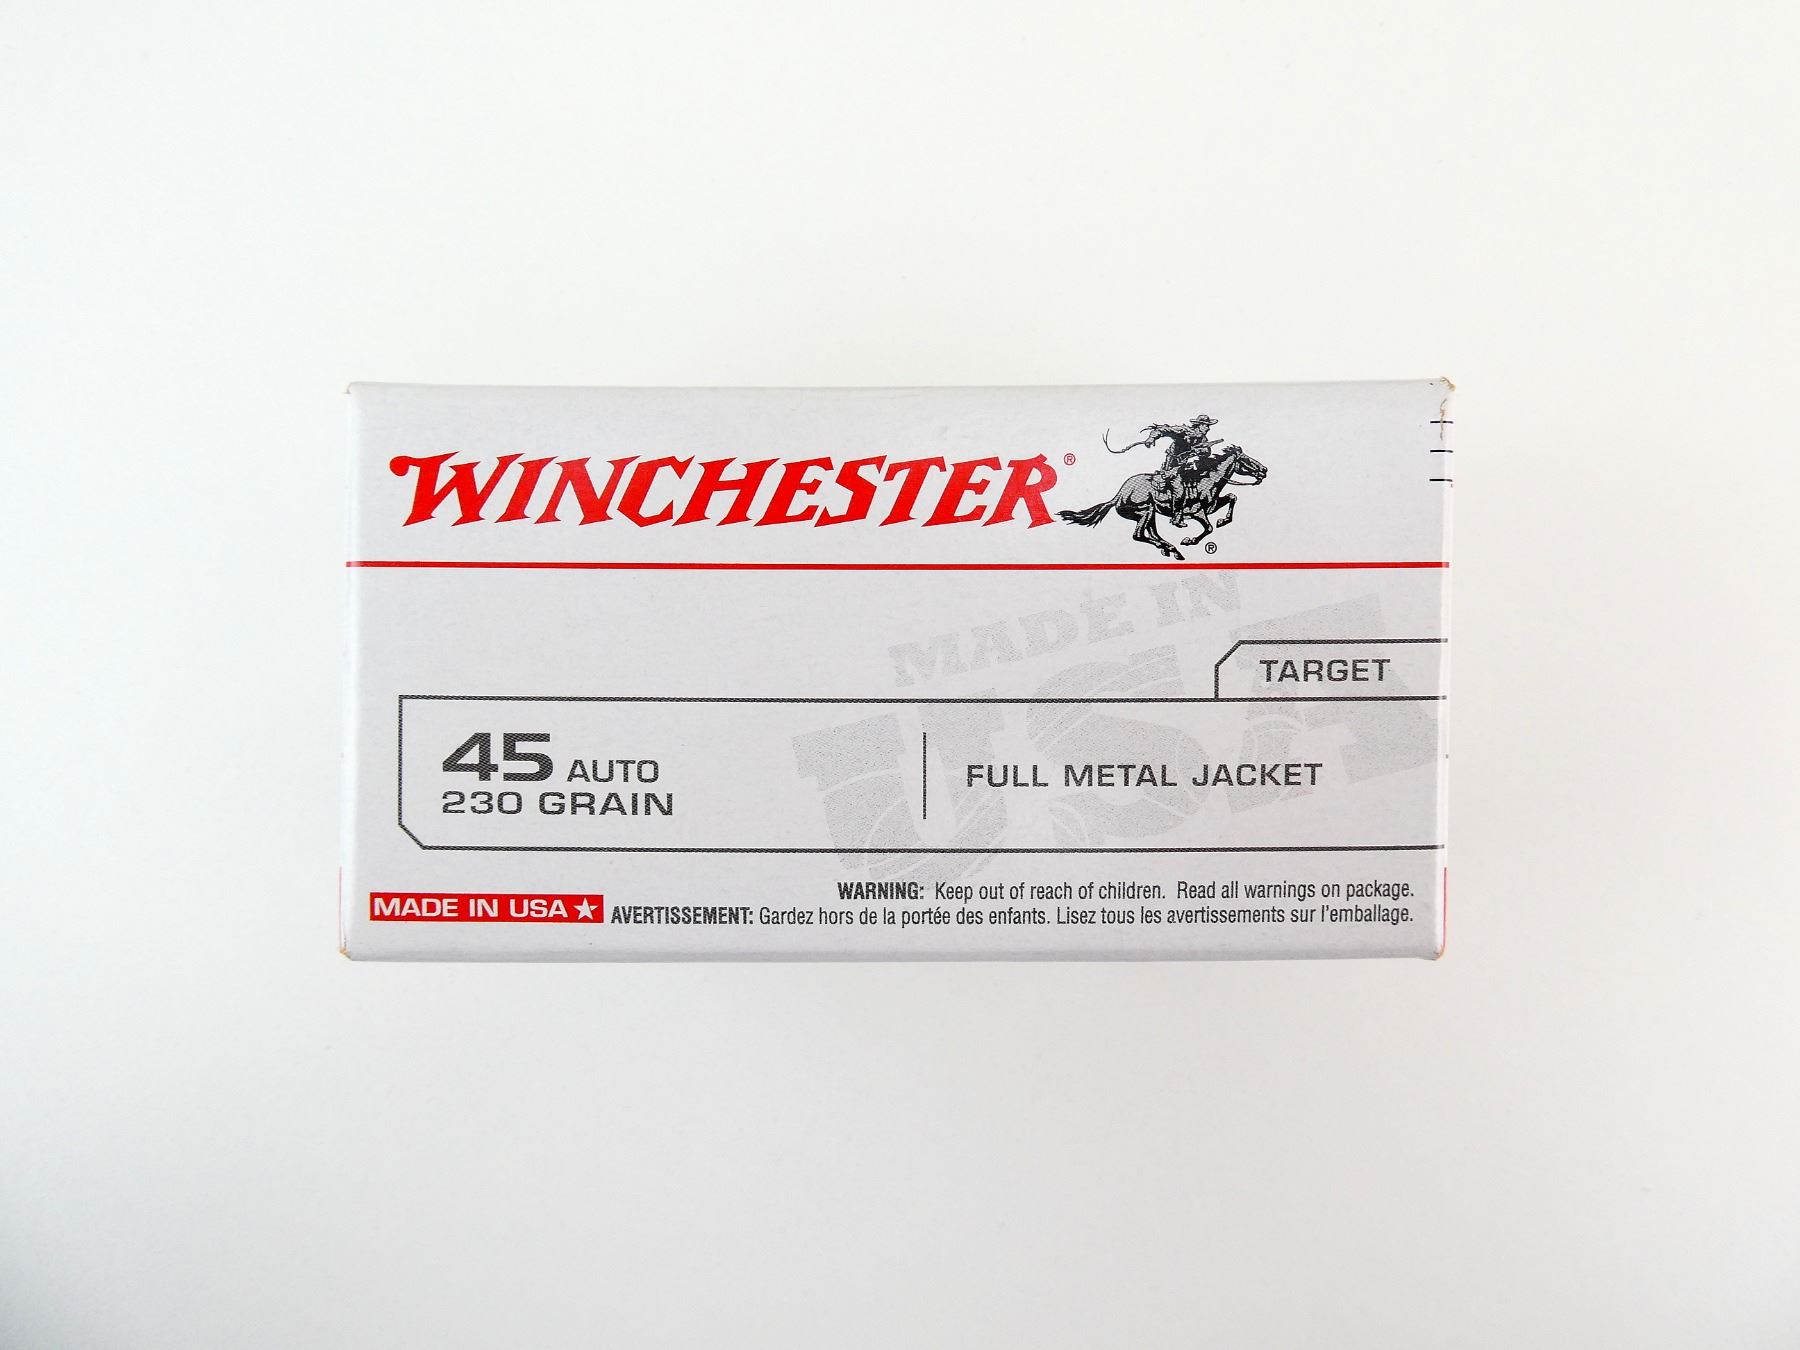 WINCHESTER®
®
MADE IN
USA
TARGET
45 AUTO
230 GRAIN
FULL METAL JACKET
WARNING: Keep out of reach of children. Read all warnings on package.
MADE IN USA ★ AVERTISSEMENT: Gardez hors de la portée des enfants. Lisez tous les avertissements sur l'emballage.